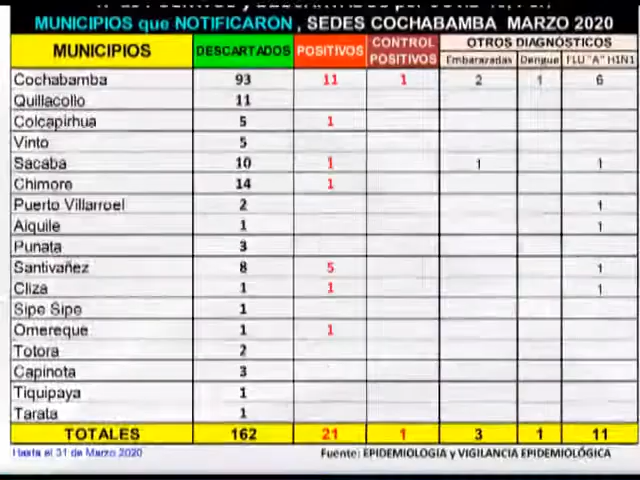 MUNICIPIOS que NOTIFICARON , SEDES COCHABAMBA MARZO 2020
MUNICIPIOS DESCARTADOS POSITIVOS CONTROL POSITIVOS OTROS DIAGNÓSTICOS
Embarazadas Dengue FLU "A" H1N1
Cochabamba 93 11 1 2 1 6
Quillacollo 11
Colcapirhua 5 1
Vinto 5
Sacaba 10 1 1 1
Chimore 14 1
Puerto Villarroel 2 1
Aiquile 1 1
Punata 3
Santivañez 8 5 1
Cliza 1 1 1
Sipe Sipe 1
Omereque 1 1
Totora 2
Capinota 3
Tiquipaya 1
Tarata 1
TOTALES 162 21 1 3 1 11
Hasta el 31 de Marzo 2020 Fuente: EPIDEMIOLOGIA y VIGILANCIA EPIDEMIOLÓGICA